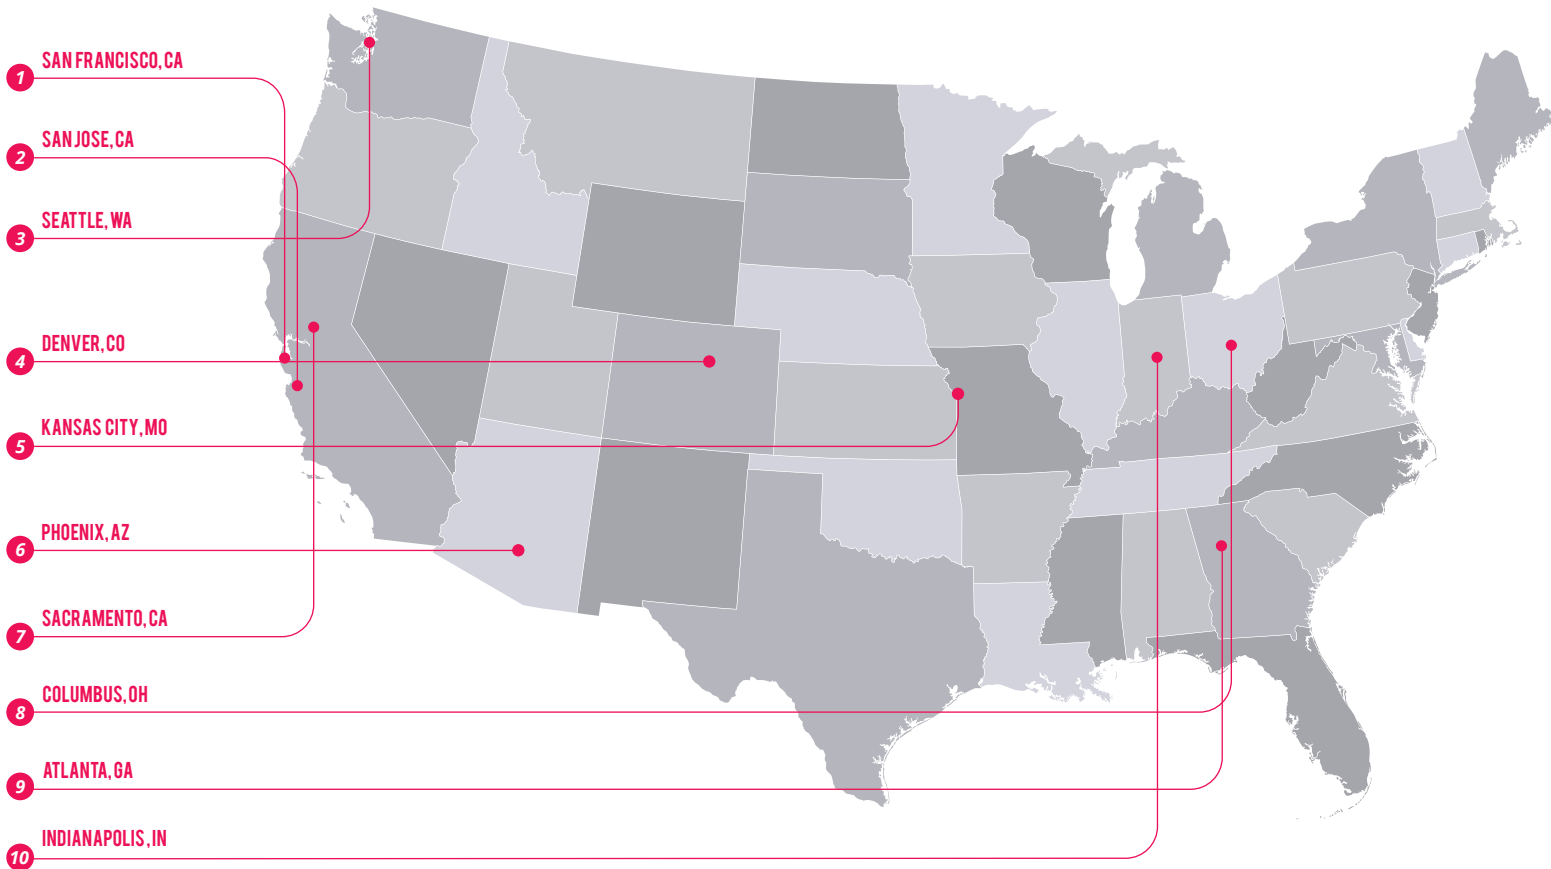 SAN FRANCISCO, CA
1
SAN JOSE, CA
2
SEATTLE, WA
3
DENVER, CO
4
KANSAS CITY, MO
5
PHOENIX, AZ
6
SACRAMENTO, CA
7
COLUMBUS, OH
8
ATLANTA, GA
9
INDIANAPOLIS, IN
10